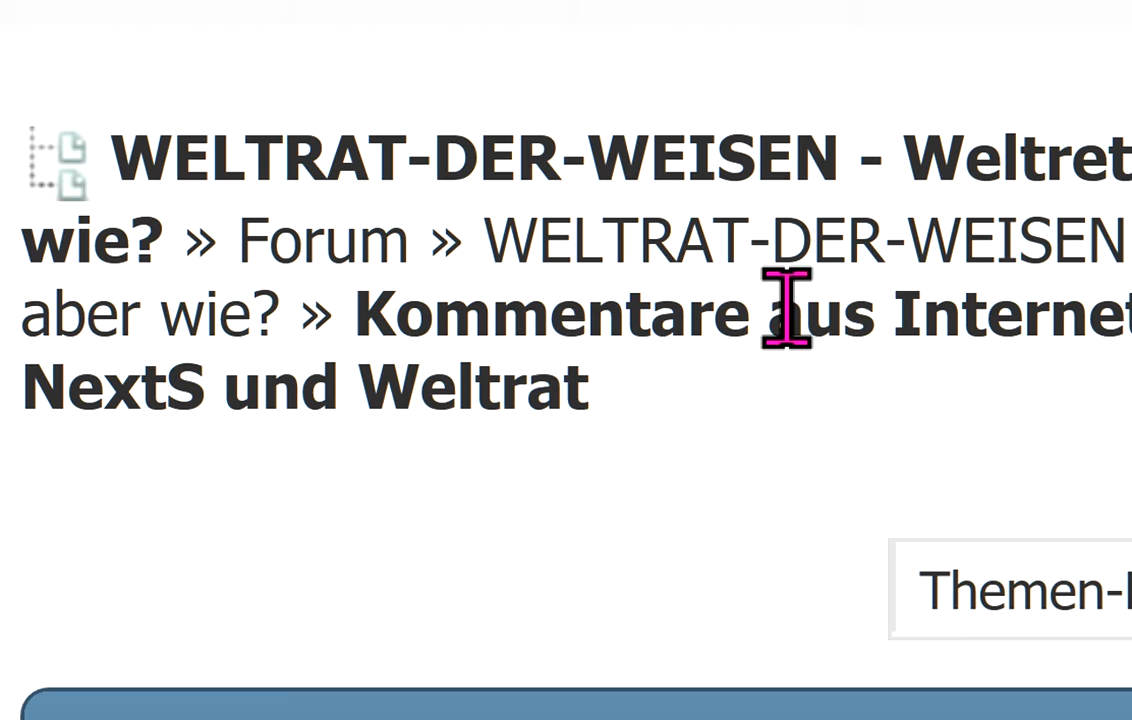 WELTRAT-DER-WEISEN - Weltret
wie? » Forum » WELTRAT-DER-WEISEN
aber wie? » Kommentare aus Internet
NextS und Weltrat
Themen-